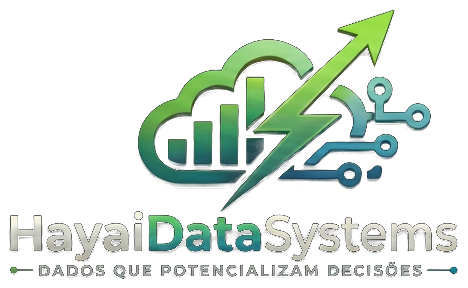 HayaiDataSystems
DADOS QUE POTENCIALIZAM DECISÕES